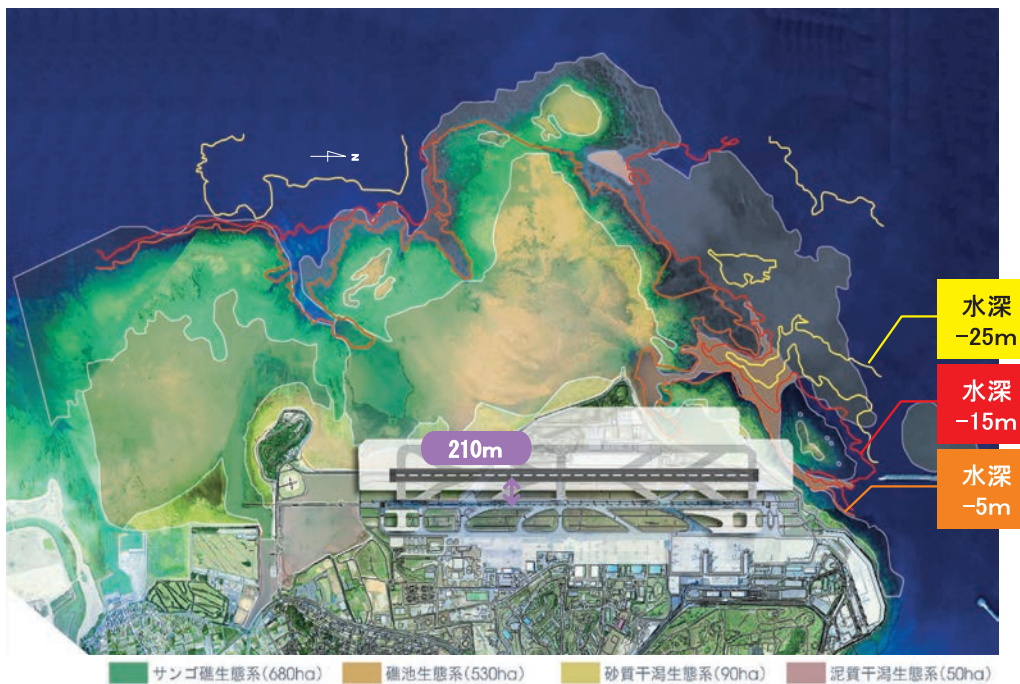 N
210m
水深
-25m
水深
-15m
水深
-5m
サンゴ礁生態系(680ha)
礁池生態系(530ha)
砂質干潟生態系(90ha)
泥質干潟生態系(50ha)